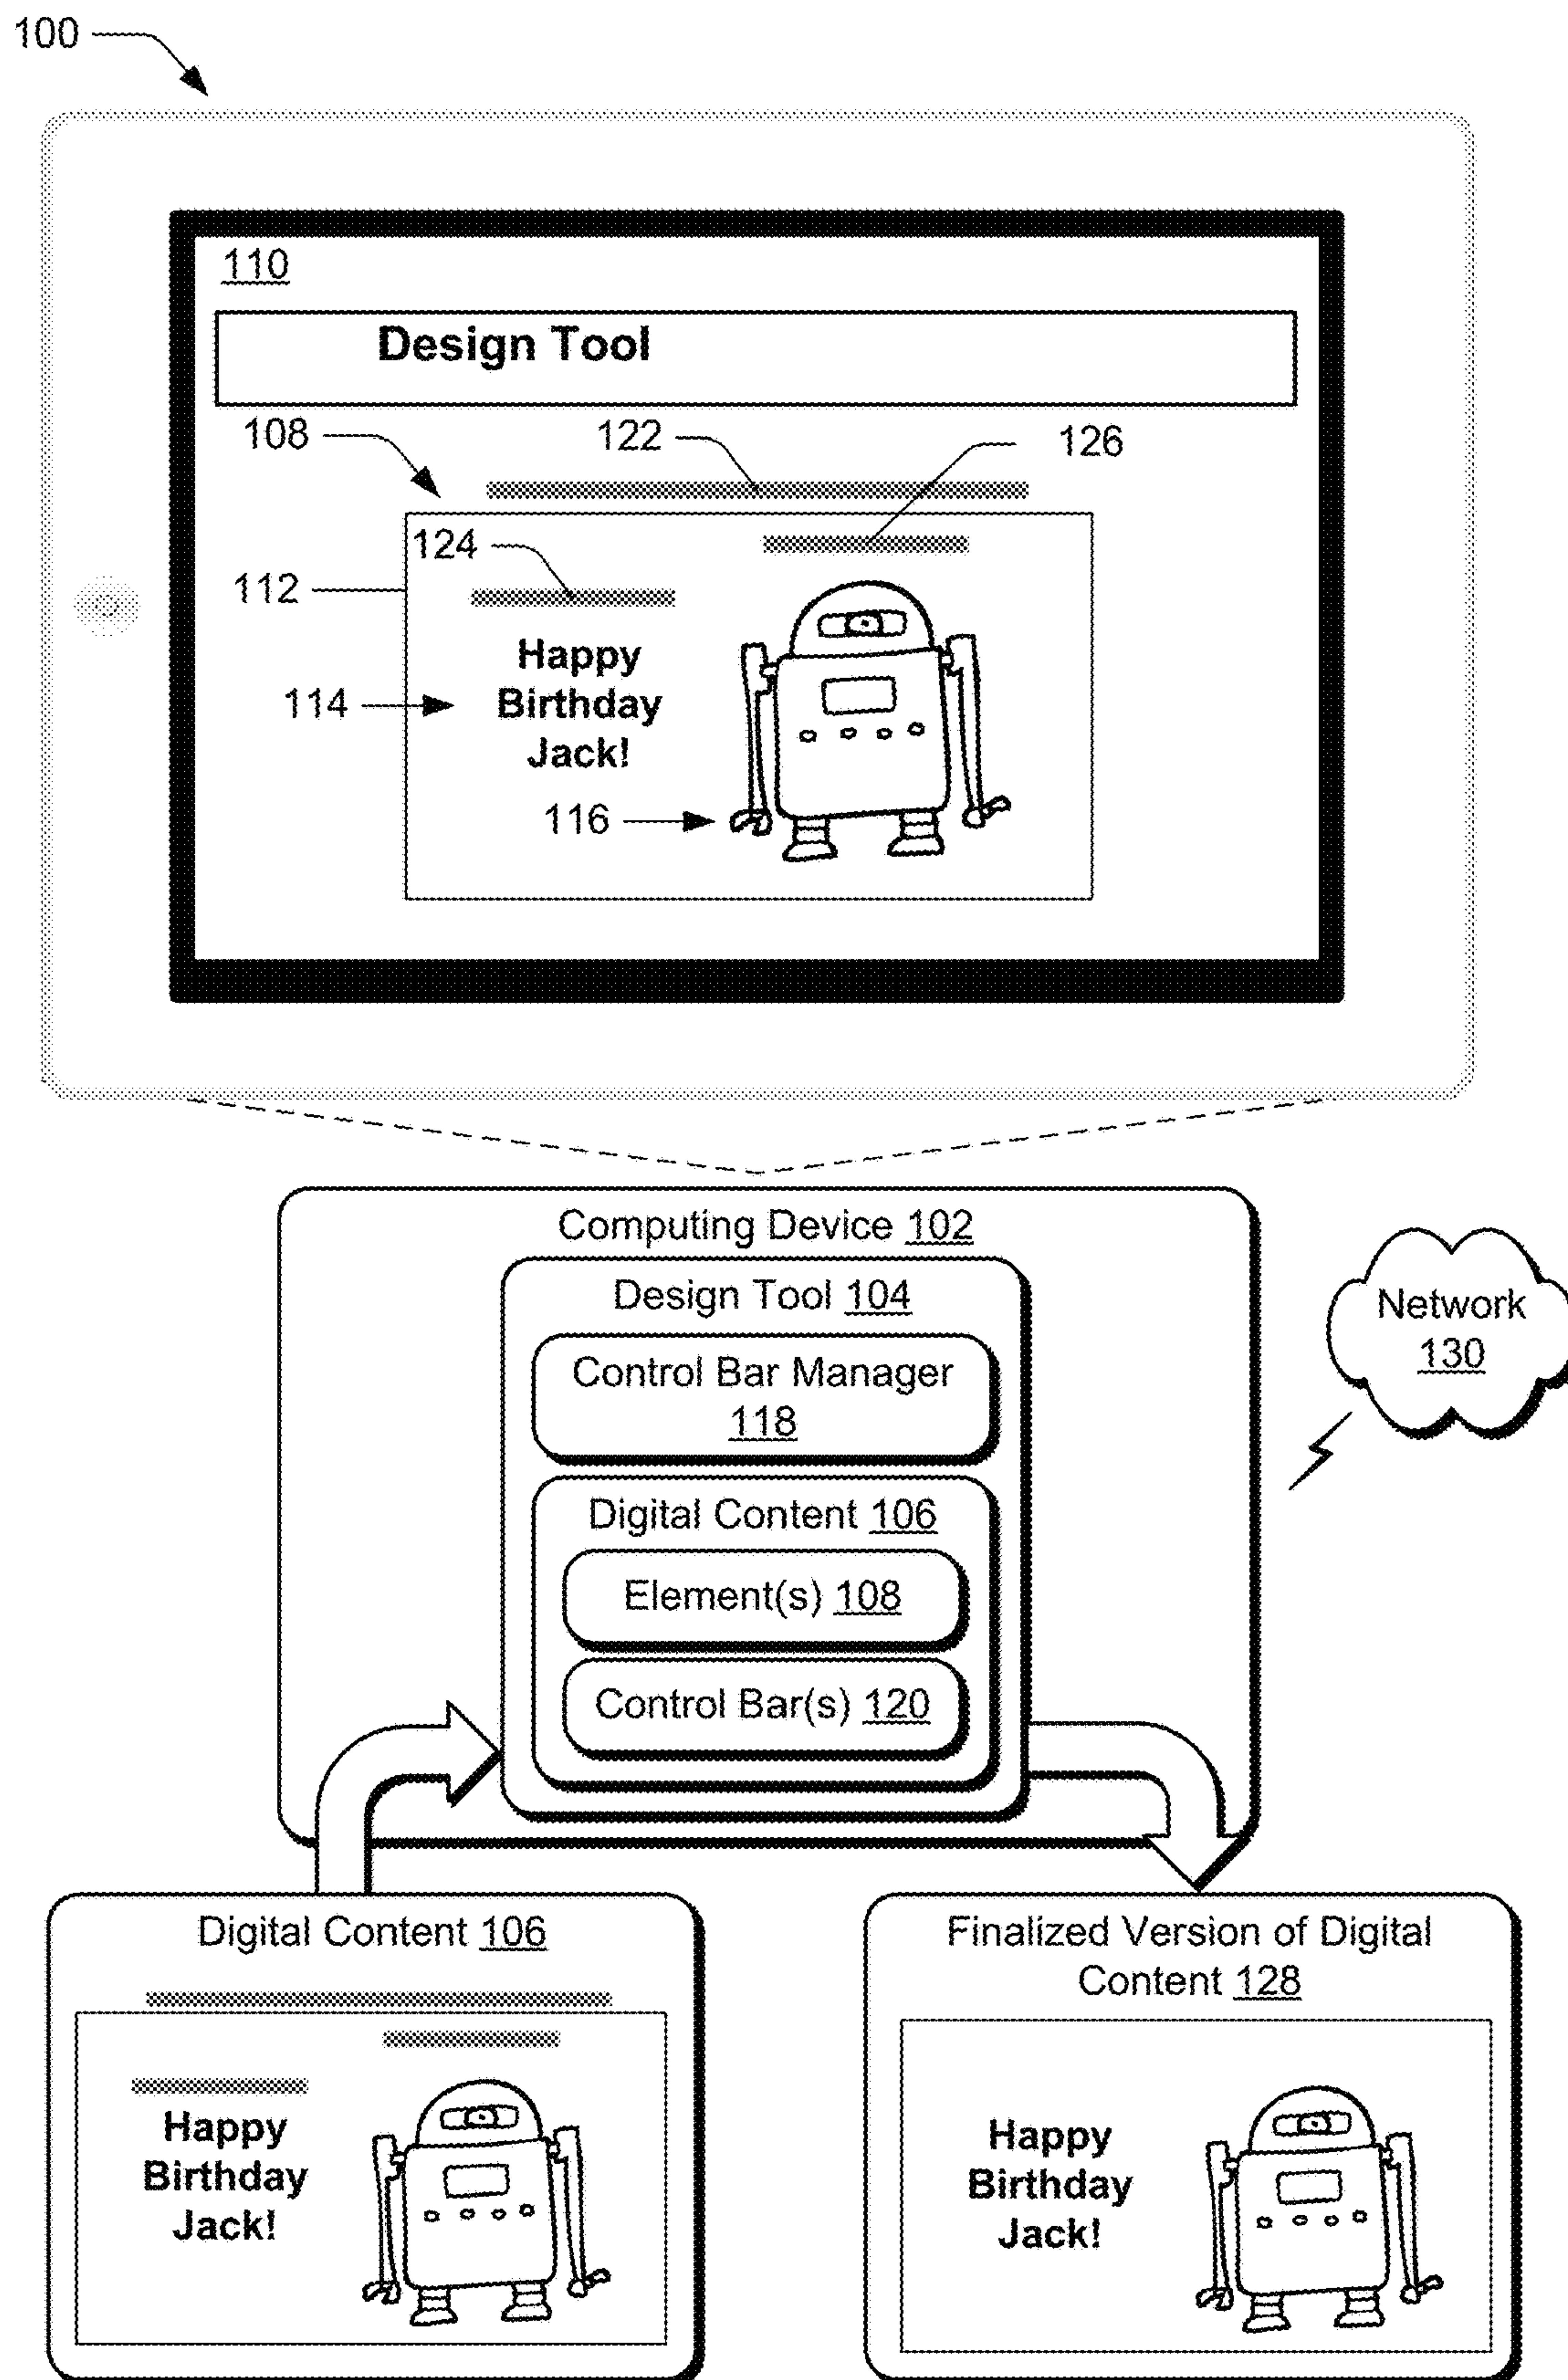 100
110
Design Tool
108
122
126
124
112
Happy
Birthday
Jack!
114
116
Computing Device 102
Design Tool 104
Control Bar Manager
118
Digital Content 106
Element(s) 108
Control Bar(s) 120
Network
130
Digital Content 106
Happy
Birthday
Jack!
Finalized Version of Digital
Content 128
Happy
Birthday
Jack!